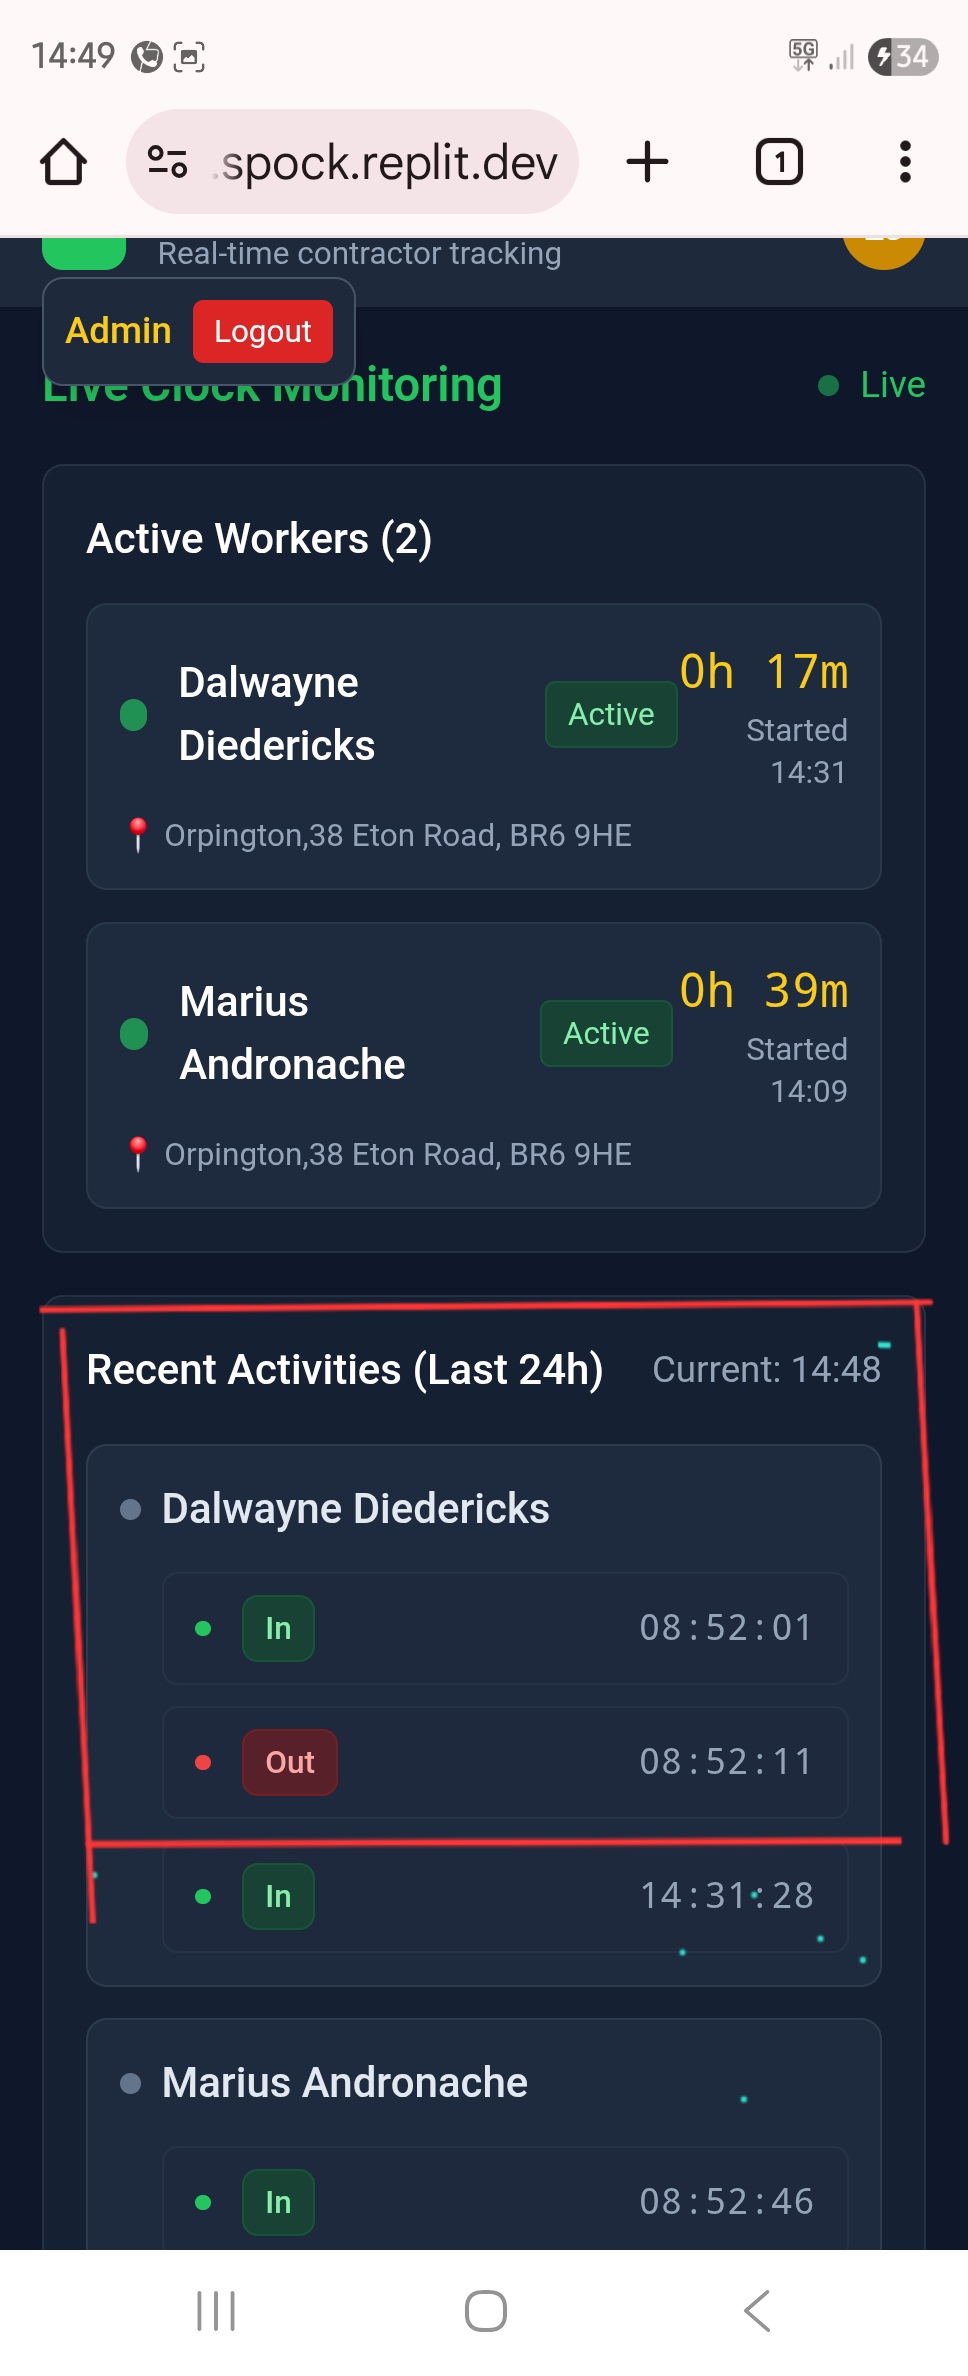 14:49 5G 34
.spock.replit.dev 1
Real-time contractor tracking
Admin Logout
Live Clock Monitoring Live
Active Workers (2)
Dalwayne Diedericks Active 0h 17m
Started 14:31
Orpington,38 Eton Road, BR6 9HE
Marius Andronache Active 0h 39m
Started 14:09
Orpington,38 Eton Road, BR6 9HE
Recent Activities (Last 24h) Current: 14:48
Dalwayne Diedericks
In 08:52:01
Out 08:52:11
In 14:31:28
Marius Andronache
In 08:52:46